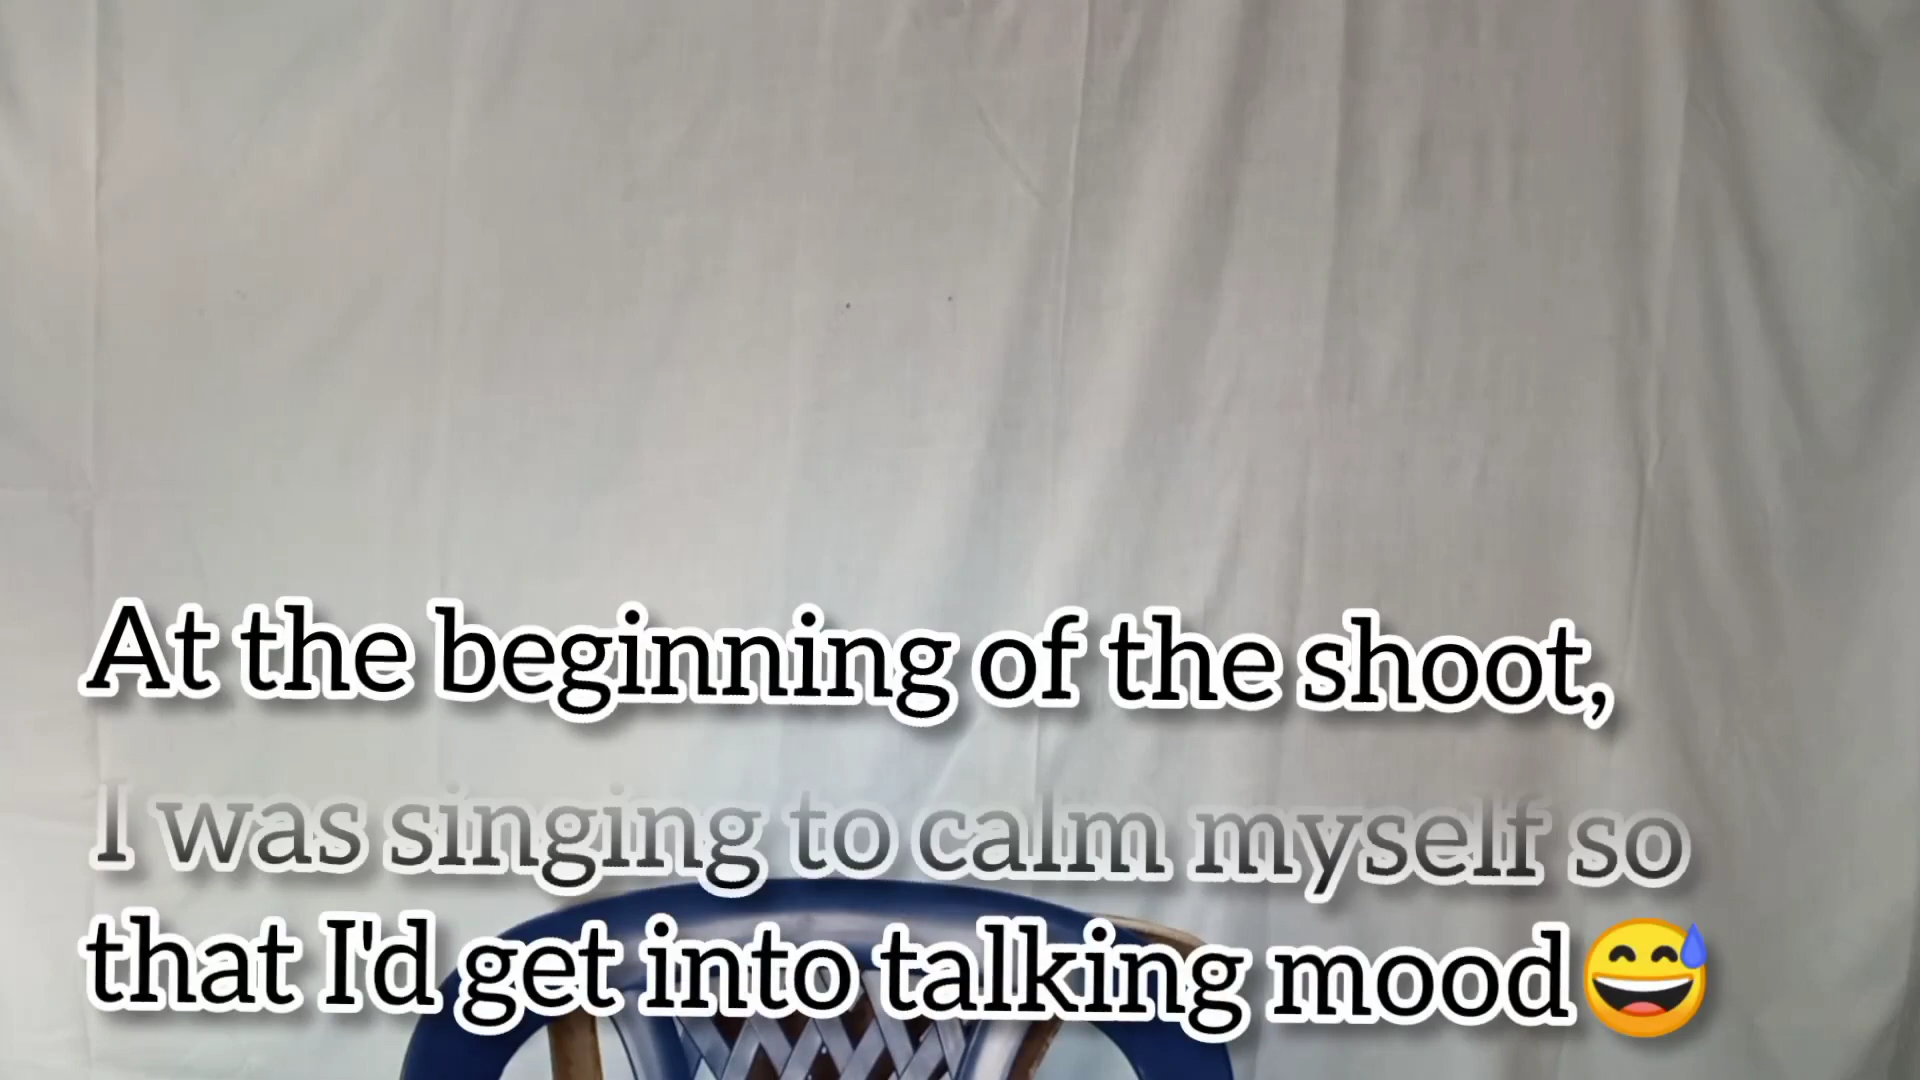 At the beginning of the shoot,
I was singing to calm myself so
that I'd get into talking mood😅